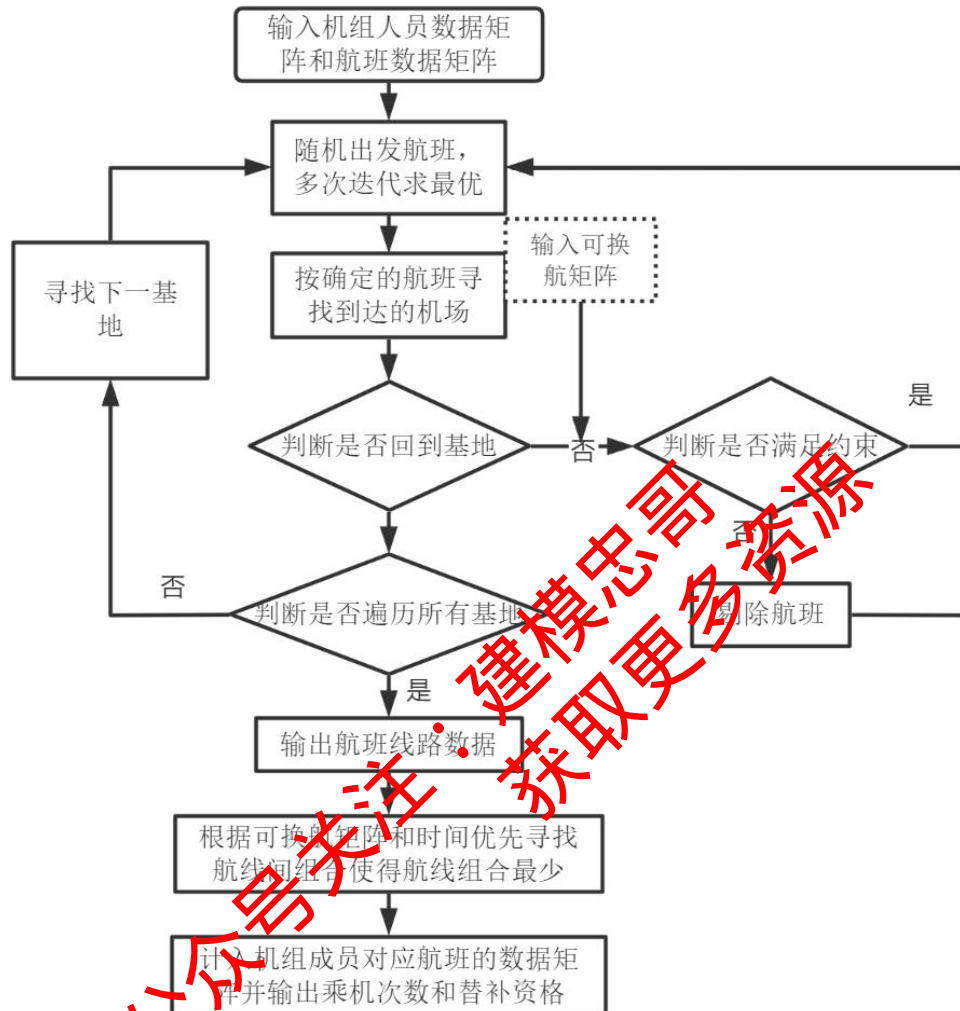 输入机组人员数据矩
阵和航班数据矩阵
随机出发航班，
多次迭代求最优
输入可换
航矩阵
寻找下一基
地
按确定的航班寻
找到达的机场
是
判断是否回到基地
否
判断是否满足约束
否
否
判断是否遍历所有基地
剔除航班
是
输出航班线路数据
根据可换航矩阵和时间优先寻找
航线间组合使得航线组合最少
计入机组成员对应航班的数据矩
阵并输出乘机次数和替补资格
公众号关注：建模忠哥
获取更多资源